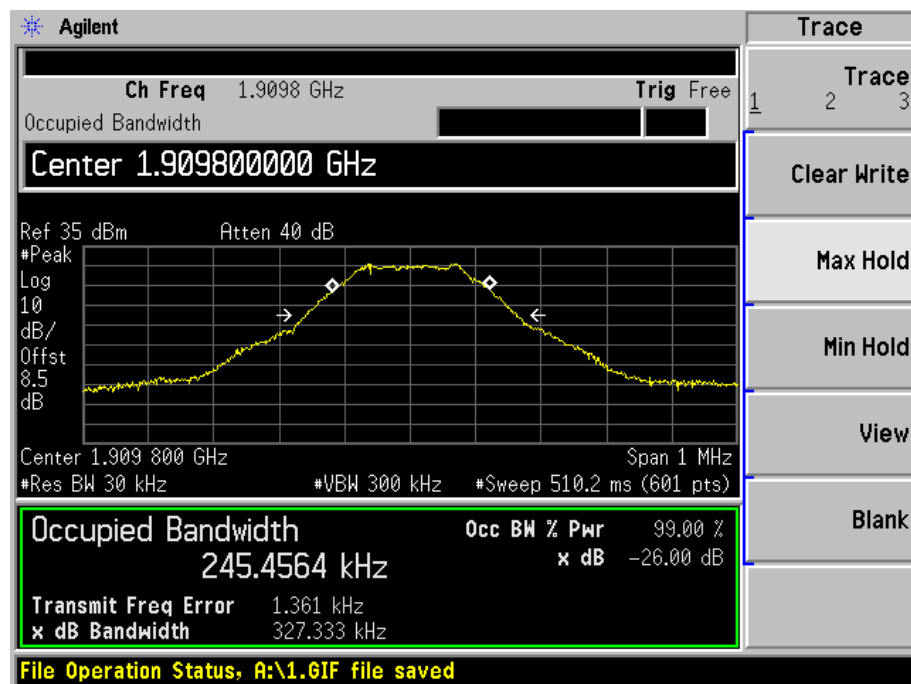 Agilent
Trace
Ch Freq 1.9098 GHz Trig Free
Occupied Bandwidth
Center 1.909800000 GHz
Trace
1 2 3
Clear Write
Max Hold
Min Hold
View
Blank
Ref 35 dBm Atten 40 dB
#Peak
Log
10
dB/
Offst
8.5
dB
Center 1.909 800 GHz Span 1 MHz
#Res BW 30 kHz #VBW 300 kHz #Sweep 510.2 ms (601 pts)
Occupied Bandwidth Occ BW % Pwr 99.00 %
245.4564 kHz x dB -26.00 dB
Transmit Freq Error 1.361 kHz
x dB Bandwidth 327.333 kHz
File Operation Status, A:\1.GIF file saved